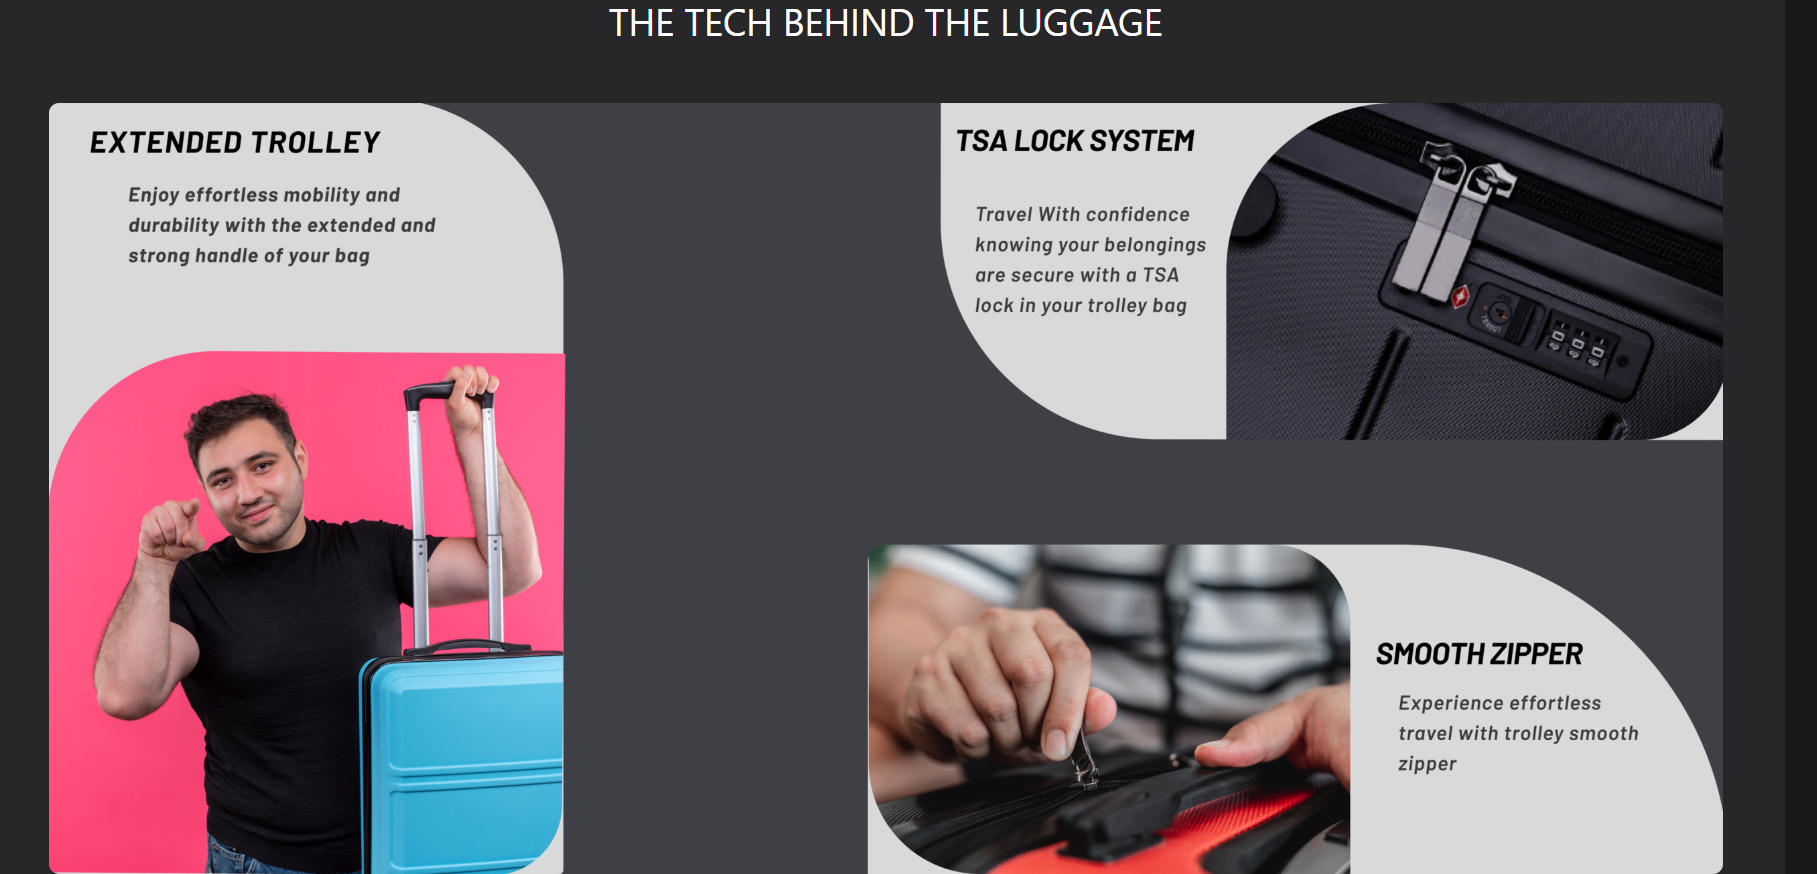 THE TECH BEHIND THE LUGGAGE
EXTENDED TROLLEY
Enjoy effortless mobility and
durability with the extended and
strong handle of your bag
TSA LOCK SYSTEM
Travel With confidence
knowing your belongings
are secure with a TSA
lock in your trolley bag
SMOOTH ZIPPER
Experience effortless
travel with trolley smooth
zipper